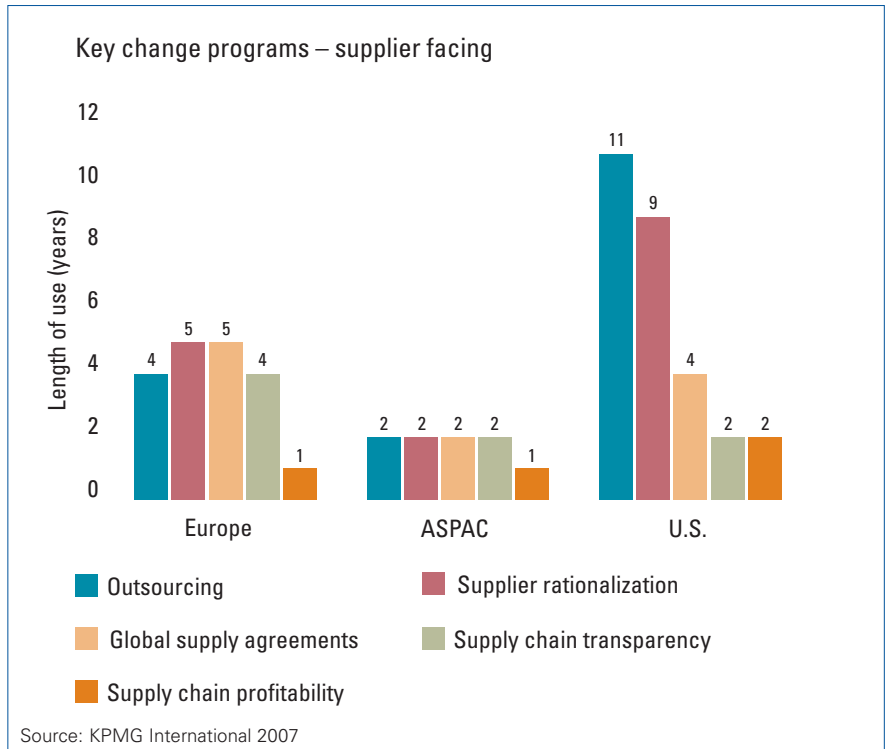 Key change programs – supplier facing
Length of use (years)
12
10
8
6
4
2
0
4
5
5
4
1
2
2
2
2
1
11
9
4
2
2
Europe
ASPAC
U.S.
Outsourcing
Supplier rationalization
Global supply agreements
Supply chain transparency
Supply chain profitability
Source: KPMG International 2007